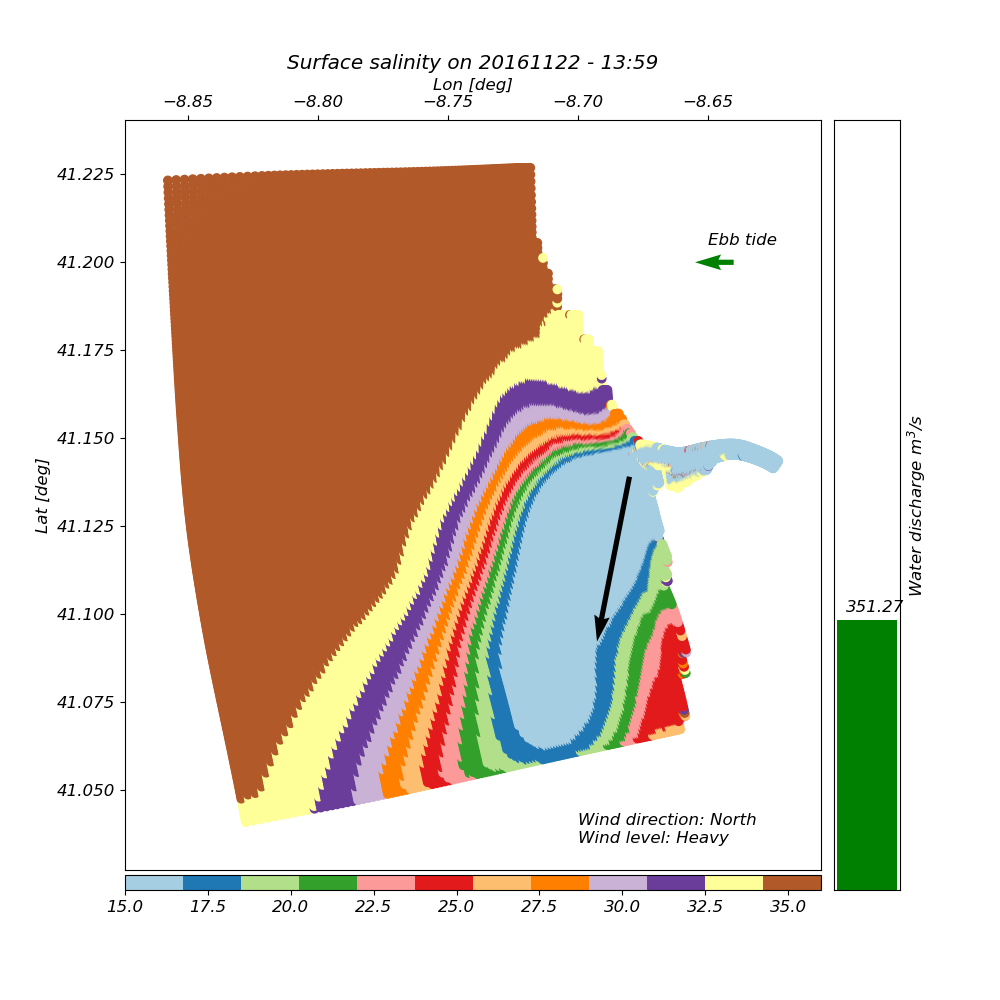 Surface salinity on 20161122 - 13:59
Lon [deg]
−8.85 −8.80 −8.75 −8.70 −8.65
41.225
41.200
41.175
41.150
41.125
41.100
41.075
41.050
Lat [deg]
Ebb tide
Wind direction: North
Wind level: Heavy
351.27
Water discharge m³/s
15.0 17.5 20.0 22.5 25.0 27.5 30.0 32.5 35.0